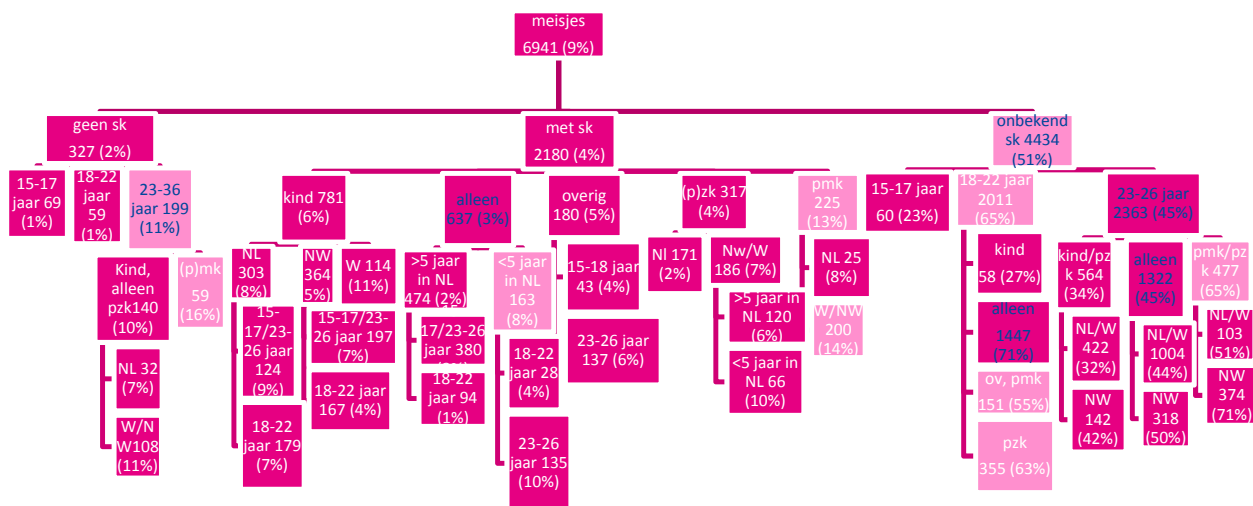 meisjes
6941 (9%)
geen sk
327 (2%)
met sk
2180 (4%)
onbekend
sk 4434
(51%)
15-17
jaar 69
(1%)
18-22
jaar
59
(1%)
23-36
jaar 199
(11%)
kind 781
(6%)
alleen
637 (3%)
overig
180 (5%)
(p)zk 317
(4%)
pmk
225
(13%)
15-17 jaar
60 (23%)
18-22 jaar
2011
(65%)
23-26 jaar
2363 (45%)
Kind,
alleen
pzk140
(10%)
(p)mk
59
(16%)
NL
303
(8%)
NW
364
5%)
W 114
(11%)
>5 jaar
in NL
474 (2%)
<5 jaar
in NL
163
(8%)
15-18 jaar
43 (4%)
23-26 jaar
137 (6%)
Nl 171
(2%)
Nw/W
186 (7%)
NL 25
(8%)
W/NW
200
(14%)
kind
58 (27%)
alleen
1447
(71%)
ov, pmk
151 (55%)
pzk
355 (63%)
kind/pz
k 564
(34%)
alleen
1322
(45%)
pmk/pz
k 477
(65%)
NL 32
(7%)
W/N
W108
(11%)
15-
17/23-
26 jaar
124
(9%)
18-22
jaar 179
(7%)
15-17/23-
26 jaar 197
(7%)
18-22 jaar
167 (4%)
17/23-26
jaar 380
18-22
jaar 94
(1%)
18-22
jaar 28
(4%)
23-26
jaar 135
(10%)
>5 jaar in
NL 120
(6%)
<5 jaar in
NL 66
(10%)
NL/W
422
(32%)
NW
142
(42%)
NL/W
1004
(44%)
NW
318
(50%)
NL/W
103
(51%)
NW
374
(71%)